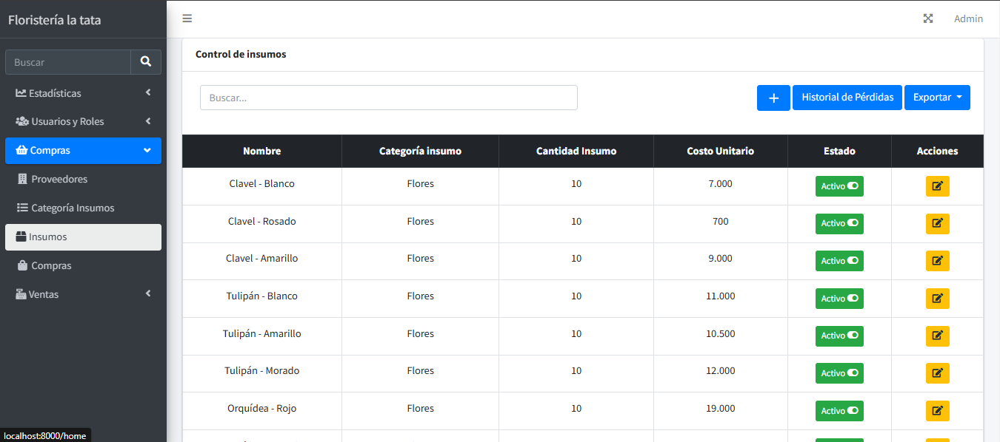 Floristería la tata
Admin
Buscar
Estadísticas
Usuarios y Roles
Compras
Proveedores
Categoría Insumos
Insumos
Compras
Ventas
Control de insumos
Buscar...
+ Historial de Pérdidas Exportar
Nombre Categoría insumo Cantidad Insumo Costo Unitario Estado Acciones
Clavel - Blanco Flores 10 7.000 Activo
Clavel - Rosado Flores 10 700 Activo
Clavel - Amarillo Flores 10 9.000 Activo
Tulipán - Blanco Flores 10 11.000 Activo
Tulipán - Amarillo Flores 10 10.500 Activo
Tulipán - Morado Flores 10 12.000 Activo
Orquídea - Rojo Flores 10 19.000 Activo
localhost:8000/home